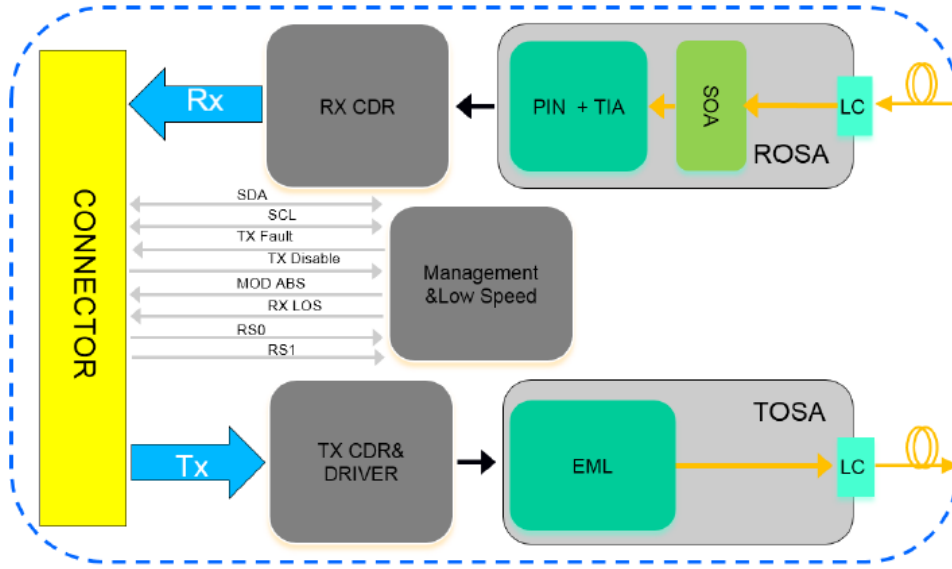 CONNECTOR
Rx
RX CDR
PIN + TIA
SOA
LC
ROSA
SDA
SCL
TX Fault
TX Disable
MOD ABS
RX LOS
RS0
RS1
Management
&Low Speed
Tx
TX CDR&
DRIVER
EML
TOSA
LC